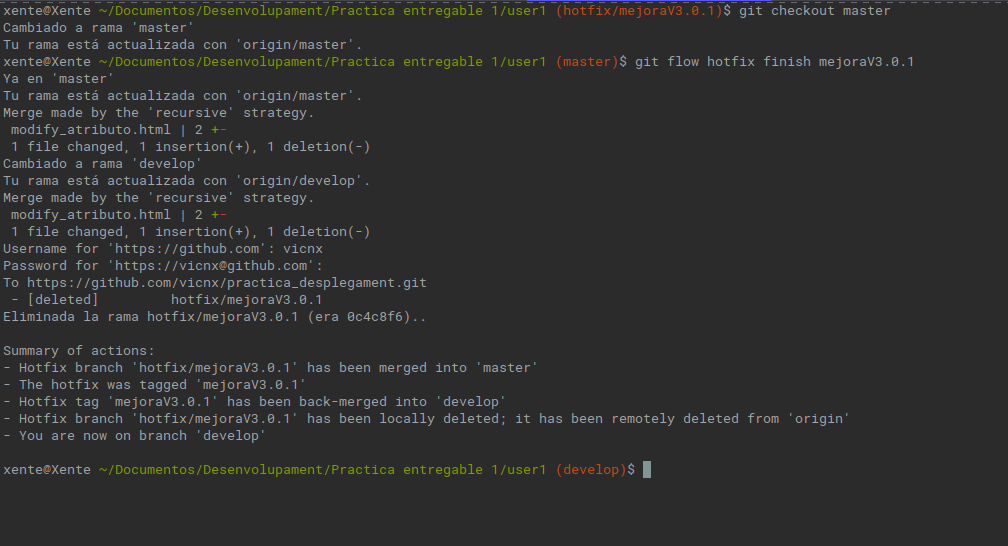 xente@Xente ~/Documentos/Desenvolupament/Practica entregable 1/user1 (hotfix/mejoraV3.0.1)$ git checkout master
Cambiado a rama 'master'
Tu rama está actualizada con 'origin/master'.
xente@Xente ~/Documentos/Desenvolupament/Practica entregable 1/user1 (master)$ git flow hotfix finish mejoraV3.0.1
Ya en 'master'
Tu rama está actualizada con 'origin/master'.
Merge made by the 'recursive' strategy.
 modify_atributo.html | 2 +-
 1 file changed, 1 insertion(+), 1 deletion(-)
Cambiado a rama 'develop'
Tu rama está actualizada con 'origin/develop'.
Merge made by the 'recursive' strategy.
 modify_atributo.html | 2 +-
 1 file changed, 1 insertion(+), 1 deletion(-)
Username for 'https://github.com': vicnx
Password for 'https://vicnx@github.com':
To https://github.com/vicnx/practica_desplegament.git
 - [deleted]         hotfix/mejoraV3.0.1
Eliminada la rama hotfix/mejoraV3.0.1 (era 0c4c8f6)..
Summary of actions:
- Hotfix branch 'hotfix/mejoraV3.0.1' has been merged into 'master'
- The hotfix was tagged 'mejoraV3.0.1'
- Hotfix tag 'mejoraV3.0.1' has been back-merged into 'develop'
- Hotfix branch 'hotfix/mejoraV3.0.1' has been locally deleted; it has been remotely deleted from 'origin'
- You are now on branch 'develop'
xente@Xente ~/Documentos/Desenvolupament/Practica entregable 1/user1 (develop)$